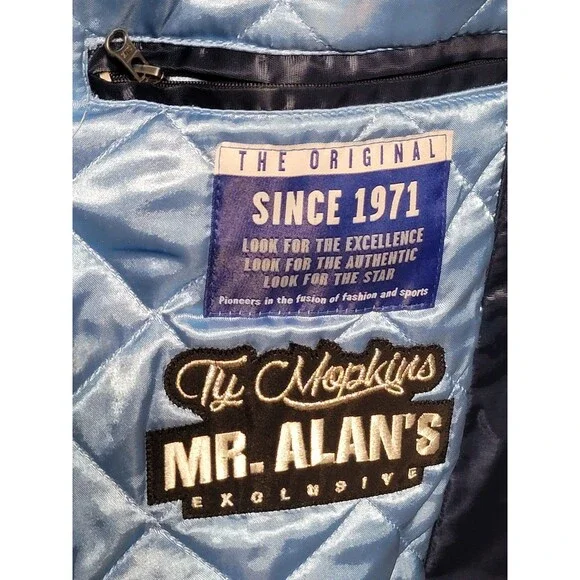 THE ORIGINAL
SINCE 1971
LOOK FOR THE EXCELLENCE
LOOK FOR THE AUTHENTIC
LOOK FOR THE STAR
Pioneers in the fusion of fashion and sports
Ty Mopkins
MR. ALAN'S
EXCLUSIVE